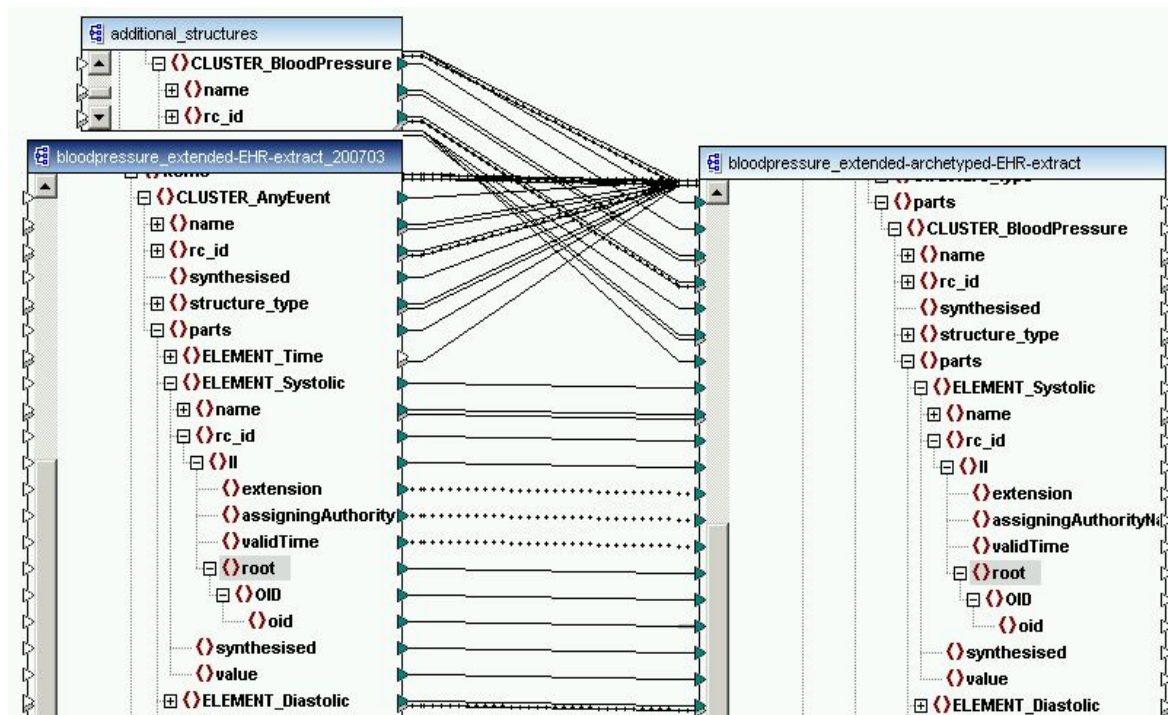 additional_structures
CLUSTER_BloodPressure
name
rc_id
bloodpressure_extended-EHR-extract_200703
CLUSTER_AnyEvent
name
rc_id
synthesised
structure_type
parts
ELEMENT_Time
ELEMENT_Systolic
name
rc_id
II
extension
assigningAuthority
validTime
root
OID
oid
synthesised
value
ELEMENT_Diastolic
bloodpressure_extended-archetyped-EHR-extract
structure_type
parts
CLUSTER_BloodPressure
name
rc_id
synthesised
structure_type
parts
ELEMENT_Systolic
name
rc_id
II
extension
assigningAuthorityNa
validTime
root
OID
oid
synthesised
value
ELEMENT_Diastolic